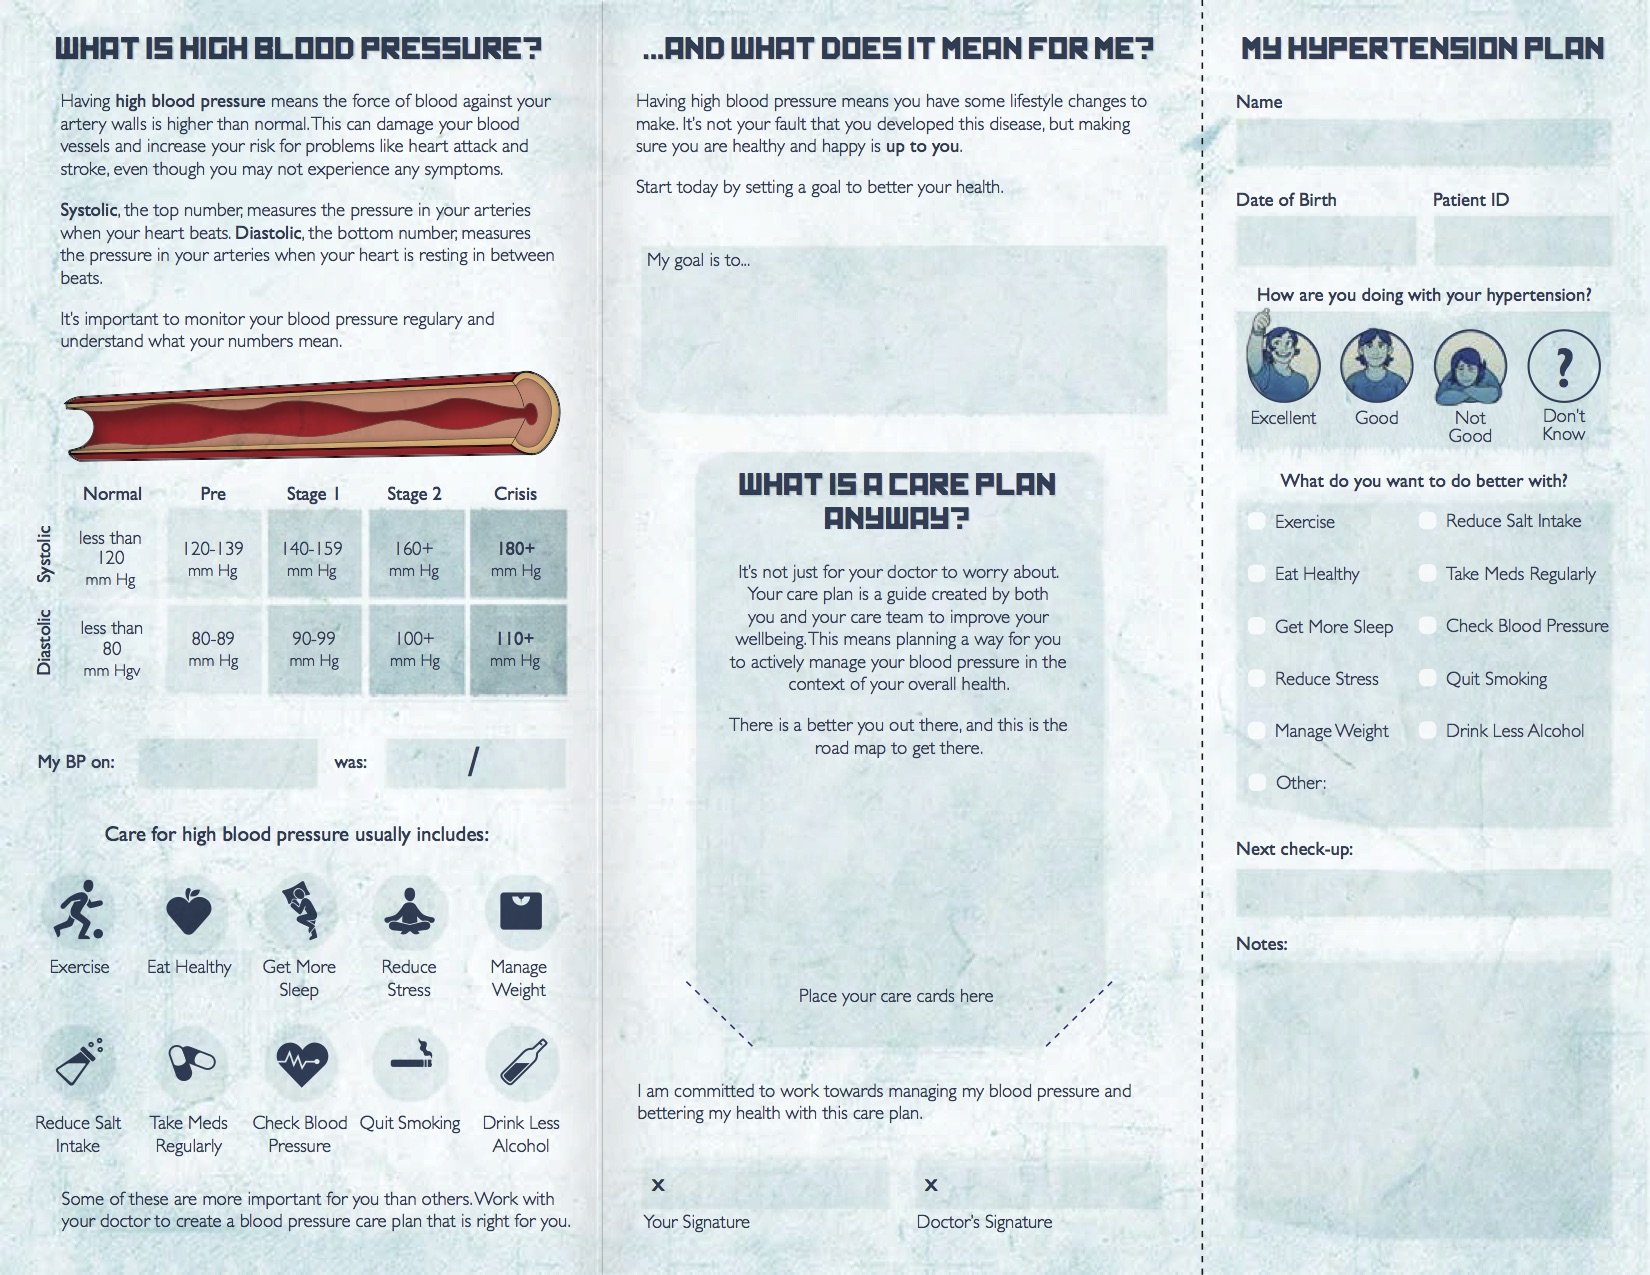 WHAT IS HIGH BLOOD PRESSURE?
Having high blood pressure means the force of blood against your
artery walls is higher than normal. This can damage your blood
vessels and increase your risk for problems like heart attack and
stroke, even though you may not experience any symptoms.
Systolic, the top number, measures the pressure in your arteries
when your heart beats. Diastolic, the bottom number, measures
the pressure in your arteries when your heart is resting in between
beats.
It's important to monitor your blood pressure regulary and
understand what your numbers mean.
Normal Pre Stage 1 Stage 2 Crisis
Systolic
less than
120
mm Hg
120-139
mm Hg
140-159
mm Hg
160+
mm Hg
180+
mm Hg
Diastolic
less than
80
mm Hgv
80-89
mm Hg
90-99
mm Hg
100+
mm Hg
110+
mm Hg
My BP on: was: /
Care for high blood pressure usually includes:
Exercise
Eat Healthy
Get More
Sleep
Reduce
Stress
Manage
Weight
Reduce Salt
Intake
Take Meds
Regularly
Check Blood
Pressure
Quit Smoking
Drink Less
Alcohol
Some of these are more important for you than others. Work with
your doctor to create a blood pressure care plan that is right for you.
...AND WHAT DOES IT MEAN FOR ME?
Having high blood pressure means you have some lifestyle changes to
make. It's not your fault that you developed this disease, but making
sure you are healthy and happy is up to you.
Start today by setting a goal to better your health.
My goal is to...
WHAT IS A CARE PLAN
ANYWAY?
It's not just for your doctor to worry about.
Your care plan is a guide created by both
you and your care team to improve your
wellbeing. This means planning a way for you
to actively manage your blood pressure in the
context of your overall health.
There is a better you out there, and this is the
road map to get there.
Place your care cards here
I am committed to work towards managing my blood pressure and
bettering my health with this care plan.
x
Your Signature
x
Doctor's Signature
MY HYPERTENSION PLAN
Name
Date of Birth Patient ID
How are you doing with your hypertension?
?
Excellent
Good
Not
Good
Don't
Know
What do you want to do better with?
Exercise Reduce Salt Intake
Eat Healthy Take Meds Regularly
Get More Sleep Check Blood Pressure
Reduce Stress Quit Smoking
Manage Weight Drink Less Alcohol
Other:
Next check-up:
Notes: